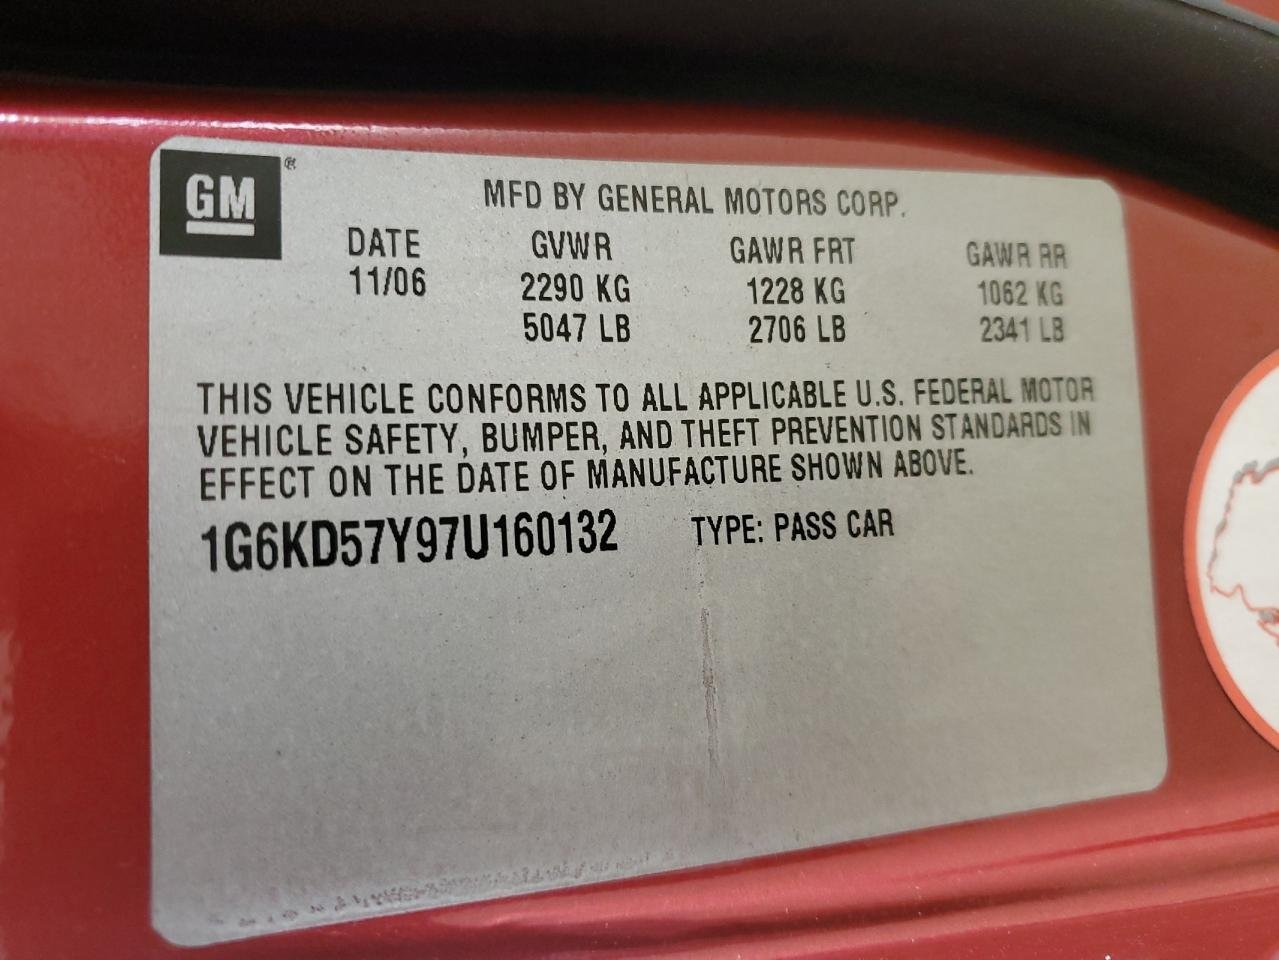 GM ®
MFD BY GENERAL MOTORS CORP.
DATE GVWR GAWR FRT GAWR RR
11/06 2290 KG 1228 KG 1062 KG
5047 LB 2706 LB 2341 LB
THIS VEHICLE CONFORMS TO ALL APPLICABLE U.S. FEDERAL MOTOR
VEHICLE SAFETY, BUMPER, AND THEFT PREVENTION STANDARDS IN
EFFECT ON THE DATE OF MANUFACTURE SHOWN ABOVE.
1G6KD57Y97U160132 TYPE: PASS CAR